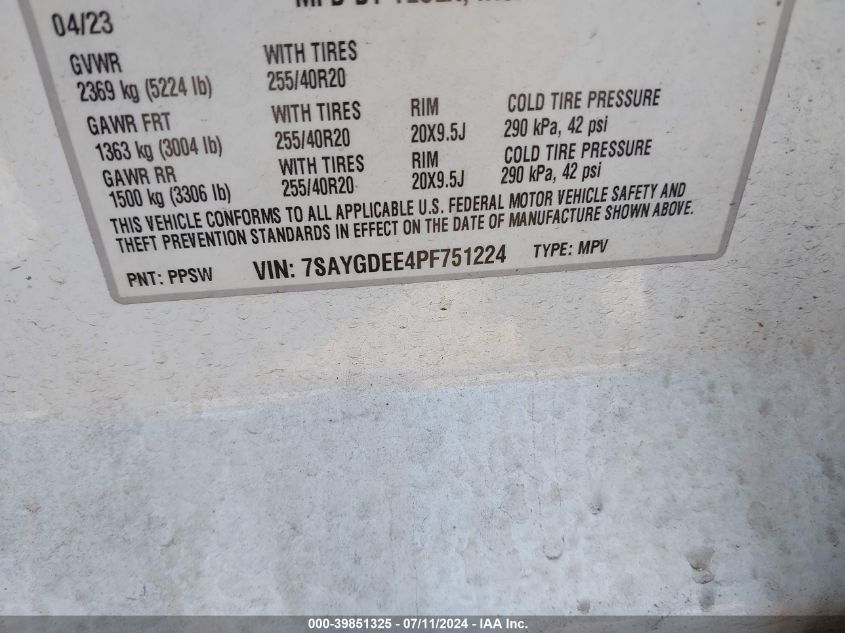 04/23
GVWR WITH TIRES
2369 kg (5224 lb) 255/40R20
GAWR FRT WITH TIRES RIM COLD TIRE PRESSURE
1363 kg (3004 lb) 255/40R20 20X9.5J 290 kPa, 42 psi
GAWR RR WITH TIRES RIM COLD TIRE PRESSURE
1500 kg (3306 lb) 255/40R20 20X9.5J 290 kPa, 42 psi
THIS VEHICLE CONFORMS TO ALL APPLICABLE U.S. FEDERAL MOTOR VEHICLE SAFETY AND
THEFT PREVENTION STANDARDS IN EFFECT ON THE DATE OF MANUFACTURE SHOWN ABOVE.
PNT: PPSW VIN: 7SAYGDEE4PF751224 TYPE: MPV
000-39851325 - 07/11/2024 - IAA Inc.